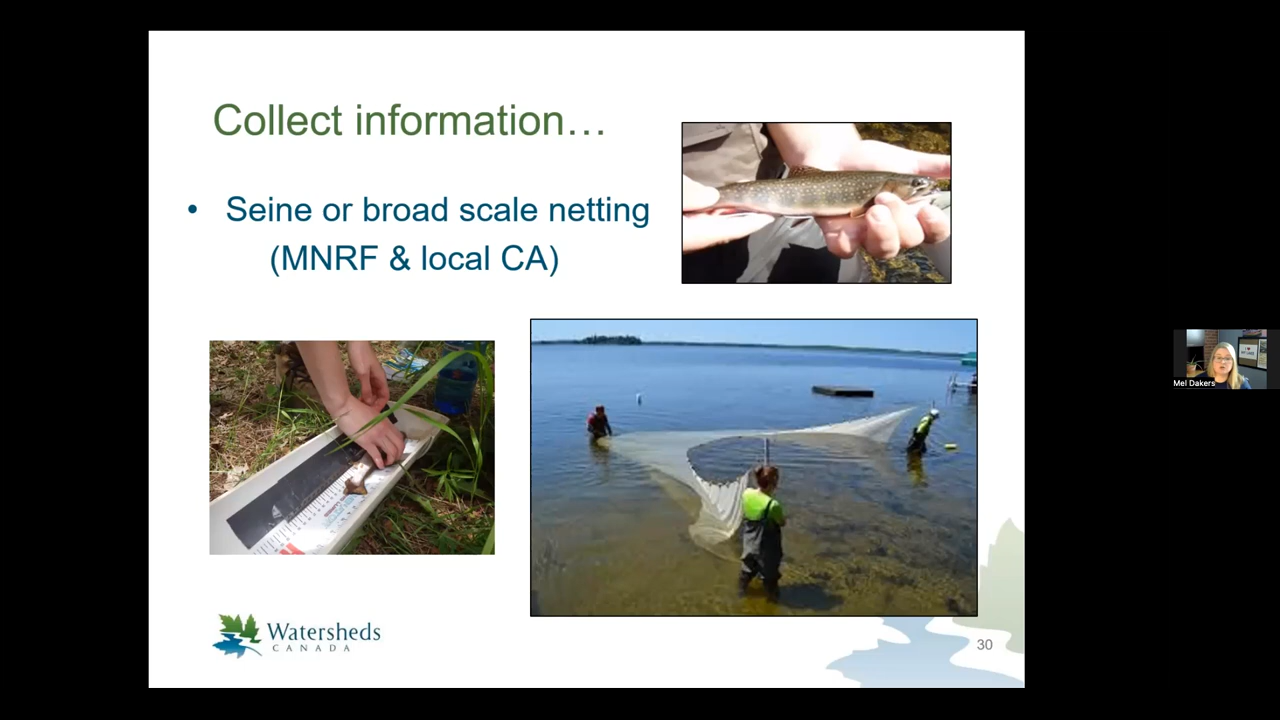 Collect information…
• Seine or broad scale netting
(MNRF & local CA)
Watersheds
CANADA
30
Mel Dakers